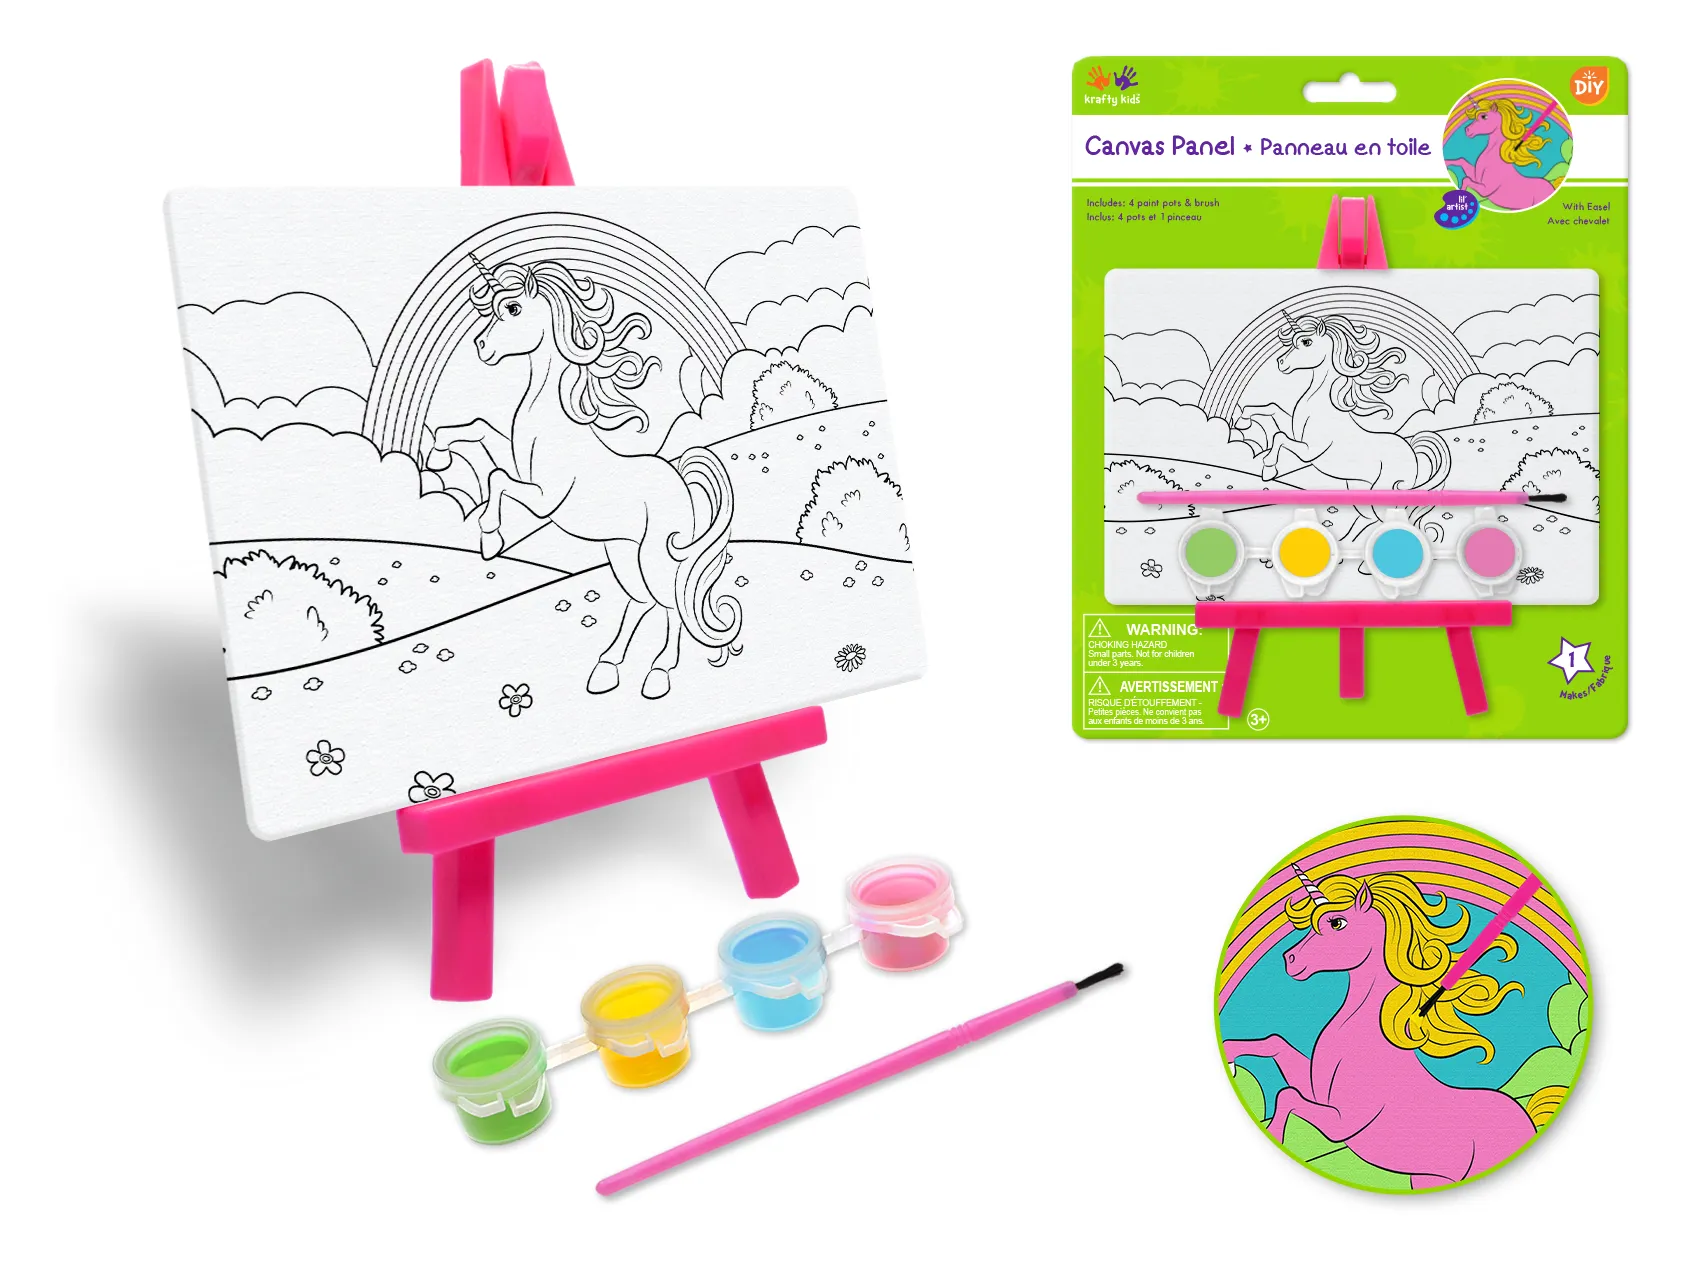 krafty kids
DIY
Canvas Panel ★ Panneau en toile
Includes: 4 paint pots & brush
Inclus: 4 pots et 1 pinceau
lil'
artist
With Easel
Avec chevalet
WARNING:
CHOKING HAZARD
Small parts. Not for children
under 3 years.
AVERTISSEMENT
RISQUE D'ÉTOUFFEMENT -
Petites pièces. Ne convient pas
aux enfants de moins de 3 ans.
3+
1
Makes/Fabrique